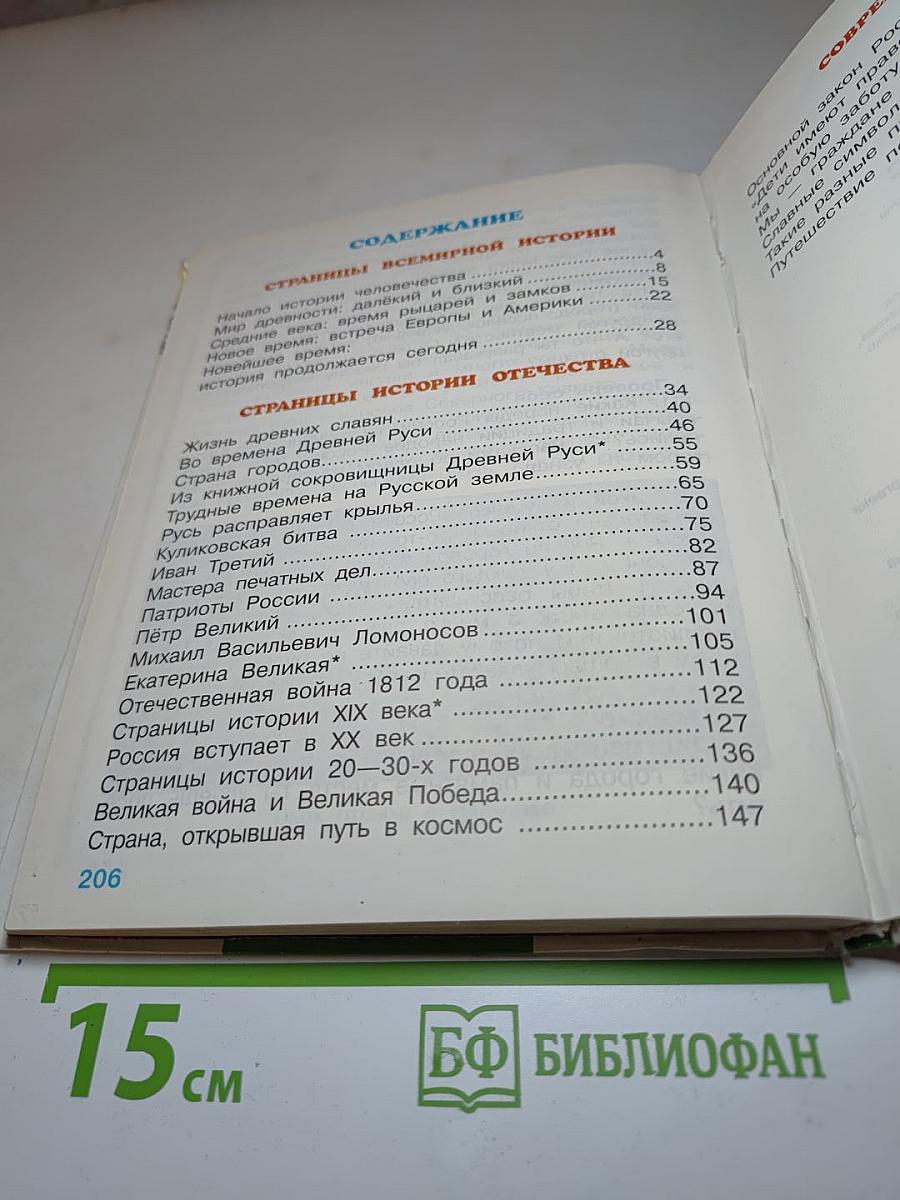 СОДЕРЖАНИЕ
СТРАНИЦЫ ВСЕМИРНОЙ ИСТОРИИ
Начало истории человечества ........................4
Мир древности: далёкий и близкий ..................8
Средние века: время рыцарей и замков ...........15
Новое время: встреча Европы и Америки ..........22
Новейшее время:
история продолжается сегодня ........................28
СТРАНИЦЫ ИСТОРИИ ОТЕЧЕСТВА
Жизнь древних славян ........................34
Во времена Древней Руси ........................40
Страна городов........................46
Из книжной сокровищницы Древней Руси* ........55
Трудные времена на Русской земле...............59
Русь расправляет крылья........................65
Куликовская битва ........................70
Иван Третий ........................75
Мастера печатных дел........................82
Патриоты России ........................87
Пётр Великий ........................94
Михаил Васильевич Ломоносов ....................101
Екатерина Великая* ........................105
Отечественная война 1812 года ..................112
Страницы истории XIX века* ....................122
Россия вступает в XX век ........................127
Страницы истории 20—30-х годов ................136
Великая война и Великая Победа..................140
Страна, открывшая путь в космос ................147
206
Основной закон
«Дети имеют
на особую заботу
Мы — граждане
Славные
Такие разные
Путешествие
15 см
БФ БИБЛИОФАН